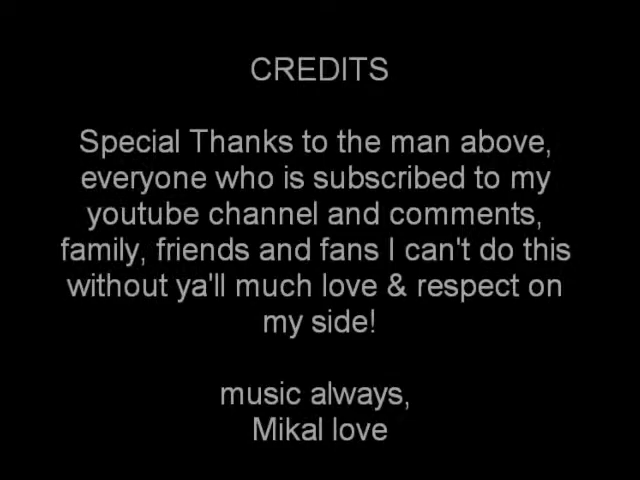 CREDITS
Special Thanks to the man above,
everyone who is subscribed to my
youtube channel and comments,
family, friends and fans I can't do this
without ya'll much love & respect on
my side!
music always,
Mikal love